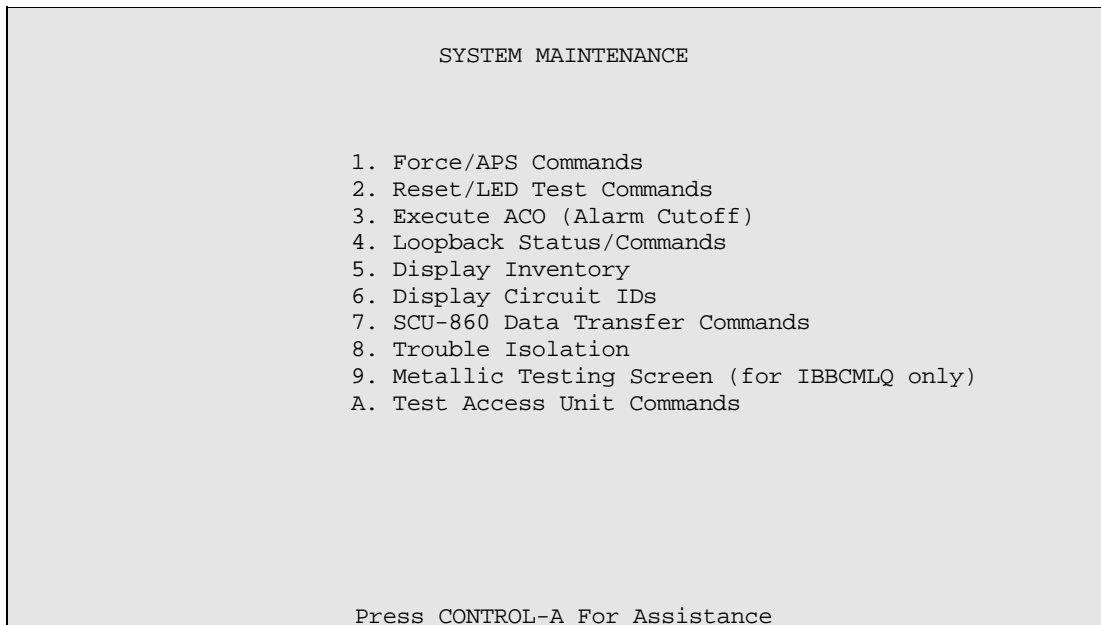 SYSTEM MAINTENANCE
1. Force/APS Commands
2. Reset/LED Test Commands
3. Execute ACO (Alarm Cutoff)
4. Loopback Status/Commands
5. Display Inventory
6. Display Circuit IDs
7. SCU-860 Data Transfer Commands
8. Trouble Isolation
9. Metallic Testing Screen (for IBBCMLQ only)
A. Test Access Unit Commands
Press CONTROL-A For Assistance